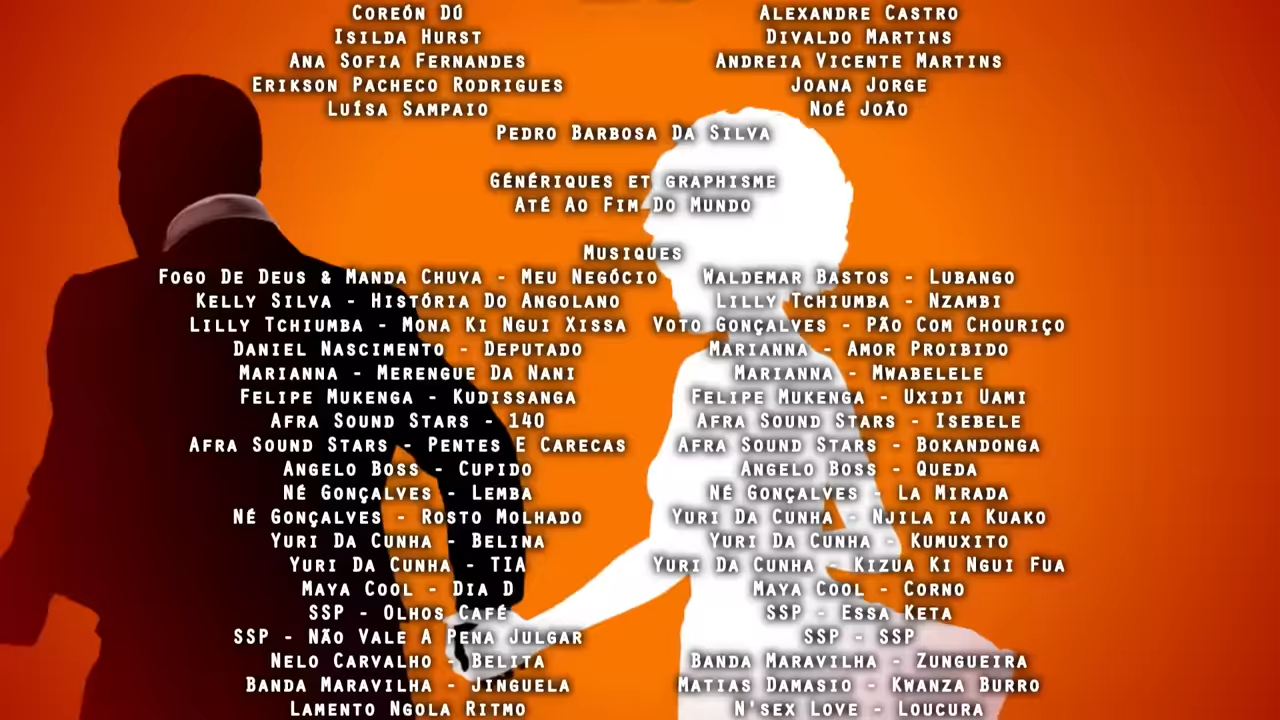 Coreón Dú Alexandre Castro
Isilda Hurst Divaldo Martins
Ana Sofia Fernandes Andreia Vicente Martins
Erikson Pacheco Rodrigues Joana Jorge
Luísa Sampaio Noé João
Pedro Barbosa Da Silva
Génériques et graphisme
Até Ao Fim Do Mundo
Musiques
Fogo De Deus & Manda Chuva - Meu Negócio Waldemar Bastos - Lubango
Kelly Silva - História Do Angolano Lilly Tchiumba - Nzambi
Lilly Tchiumba - Mona Ki Ngui Xissa Voto Gonçalves - Pão Com Chouriço
Daniel Nascimento - Deputado Marianna - Amor Proibido
Marianna - Merengue Da Nani Marianna - Mwabelele
Felipe Mukenga - Kudissanga Felipe Mukenga - Uxidi Uami
Afra Sound Stars - 140 Afra Sound Stars - Isebele
Afra Sound Stars - Pentes E Carecas Afra Sound Stars - Bokandonga
Angelo Boss - Cupido Angelo Boss - Queda
Né Gonçalves - Lemba Né Gonçalves - La Mirada
Né Gonçalves - Rosto Molhado Yuri Da Cunha - Njila ia Kuako
Yuri Da Cunha - Belina Yuri Da Cunha - Kumuxito
Yuri Da Cunha - TIA Yuri Da Cunha - Kizua Ki Ngui Fua
Maya Cool - Dia D Maya Cool - Corno
SSP - Olhos Café SSP - Essa Keta
SSP - Não Vale A Pena Julgar SSP - SSP
Nelo Carvalho - Belita Banda Maravilha - Zungueira
Banda Maravilha - Jinguela Matias Damasio - Kwanza Burro
Lamento Ngola Ritmo N'sex Love - Loucura